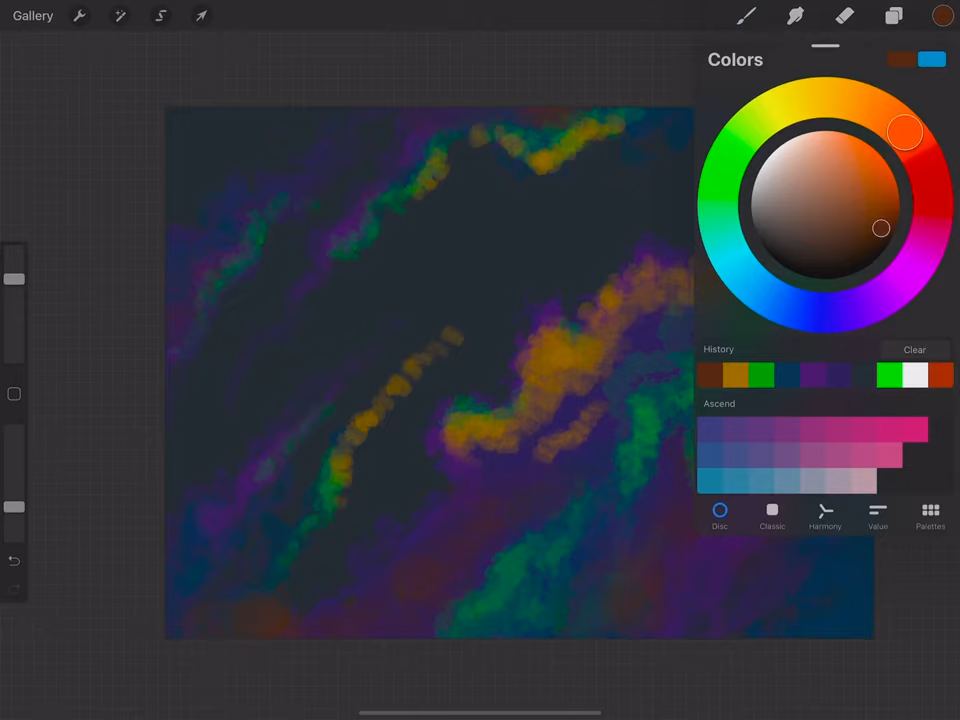 Gallery
Colors
History
Clear
Ascend
Disc
Classic
Harmony
Value
Palettes